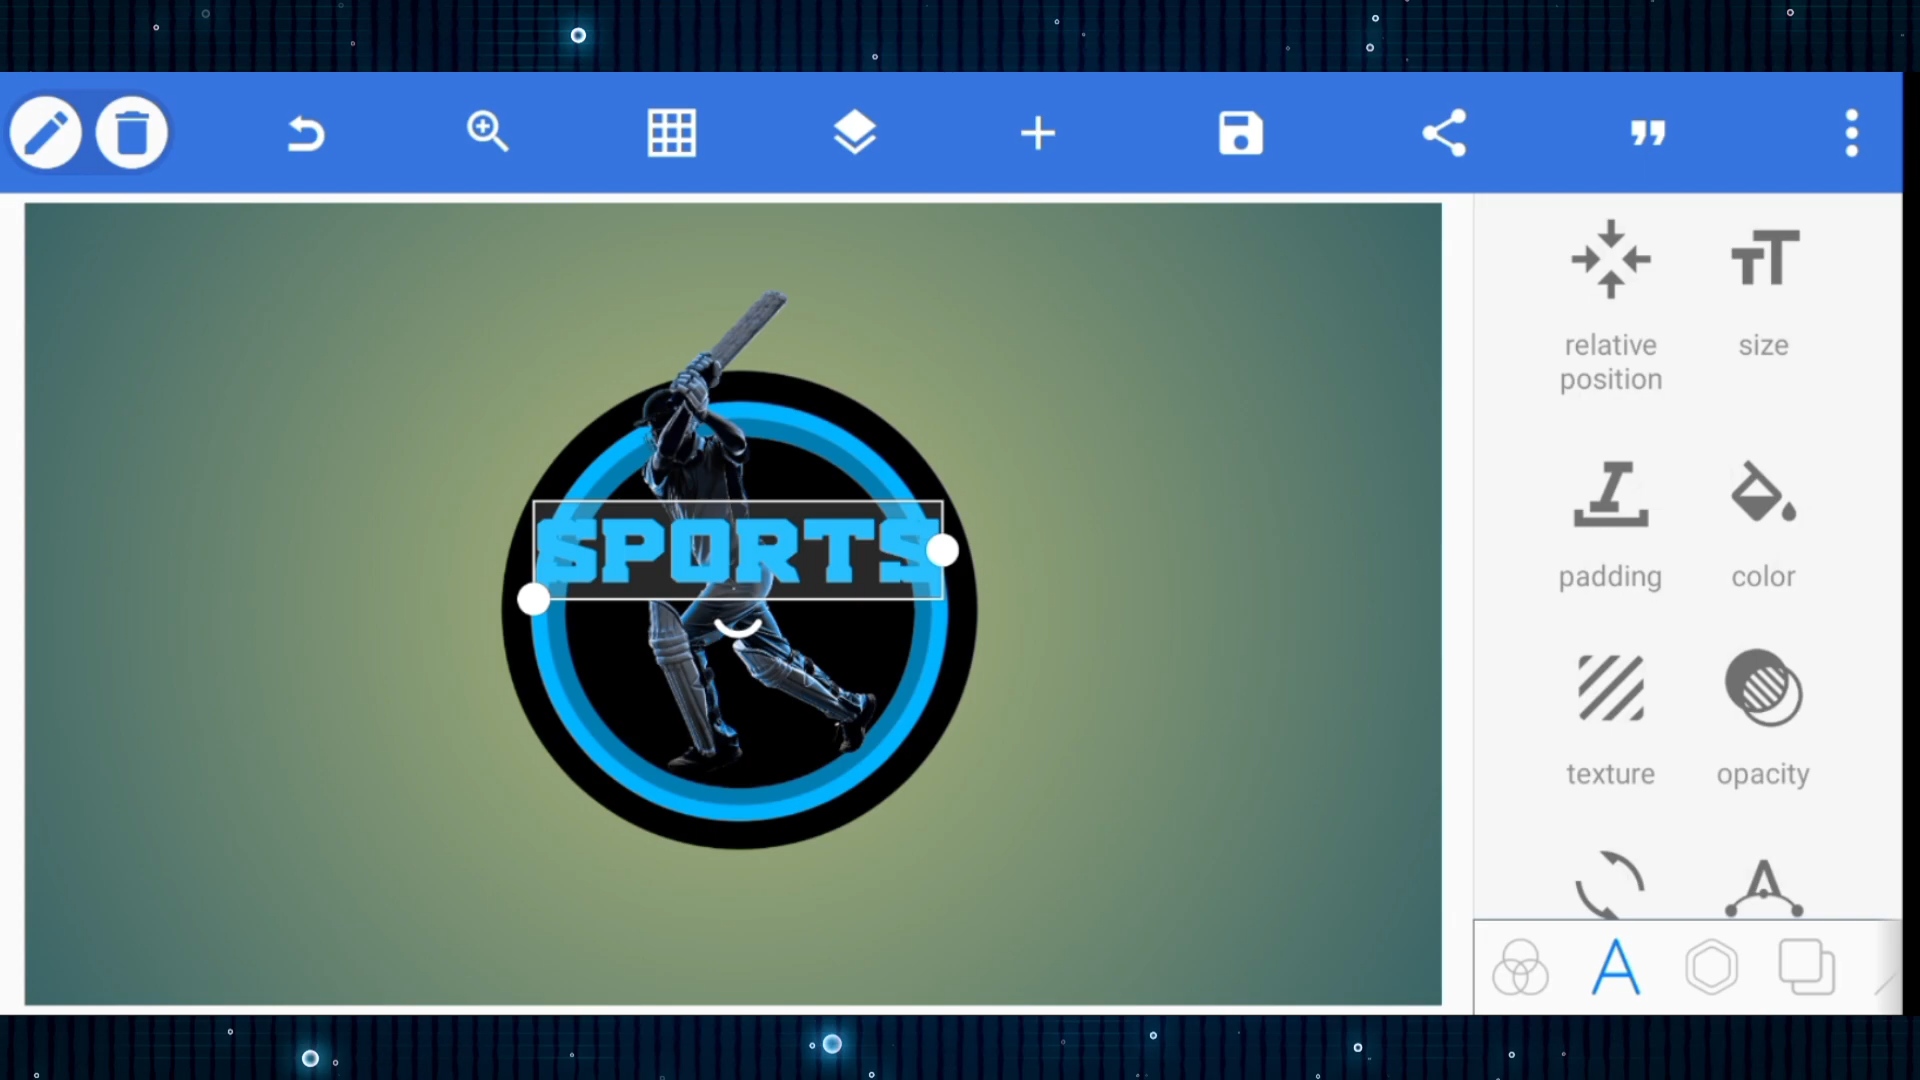 relative
position
size
SPORTS
padding
color
texture
opacity